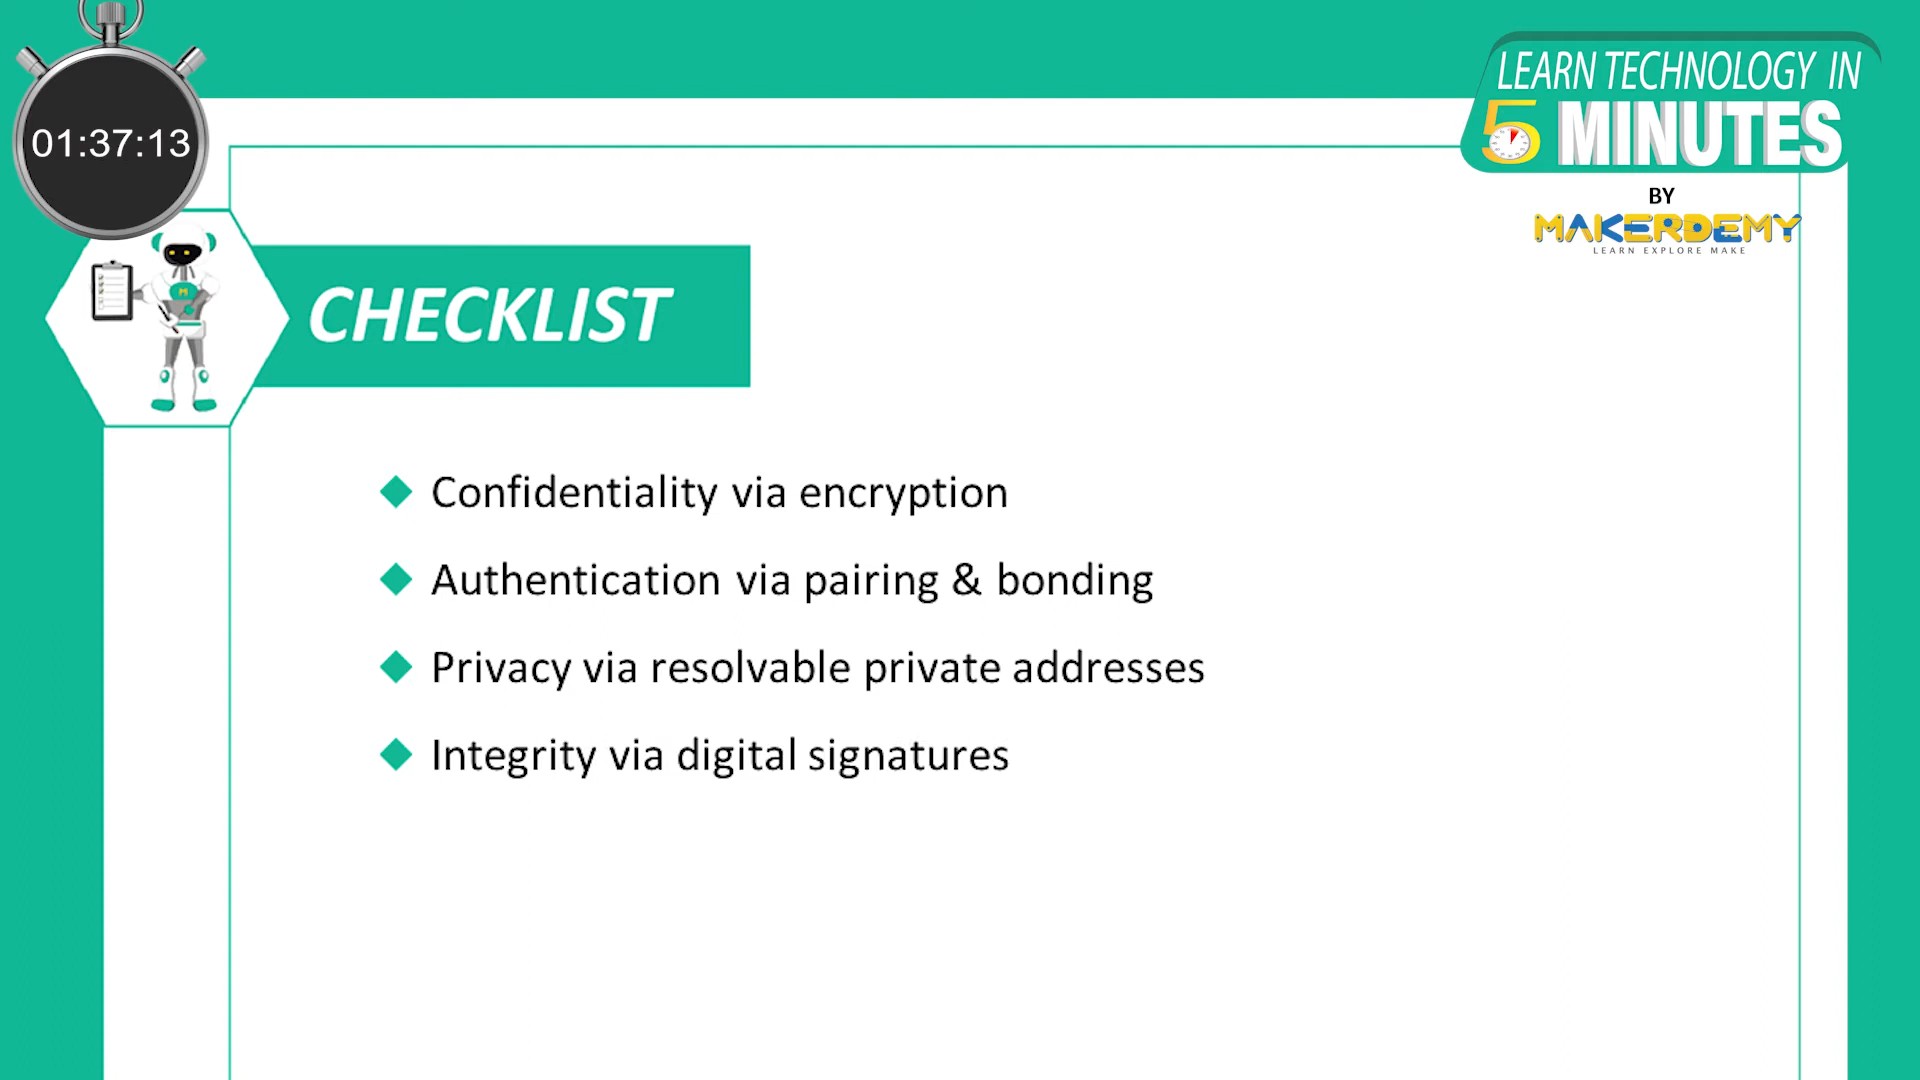 01:37:13
LEARN TECHNOLOGY IN
5 MINUTES
BY
MAKERDEMY
LEARN EXPLORE MAKE
CHECKLIST
Confidentiality via encryption
Authentication via pairing & bonding
Privacy via resolvable private addresses
Integrity via digital signatures